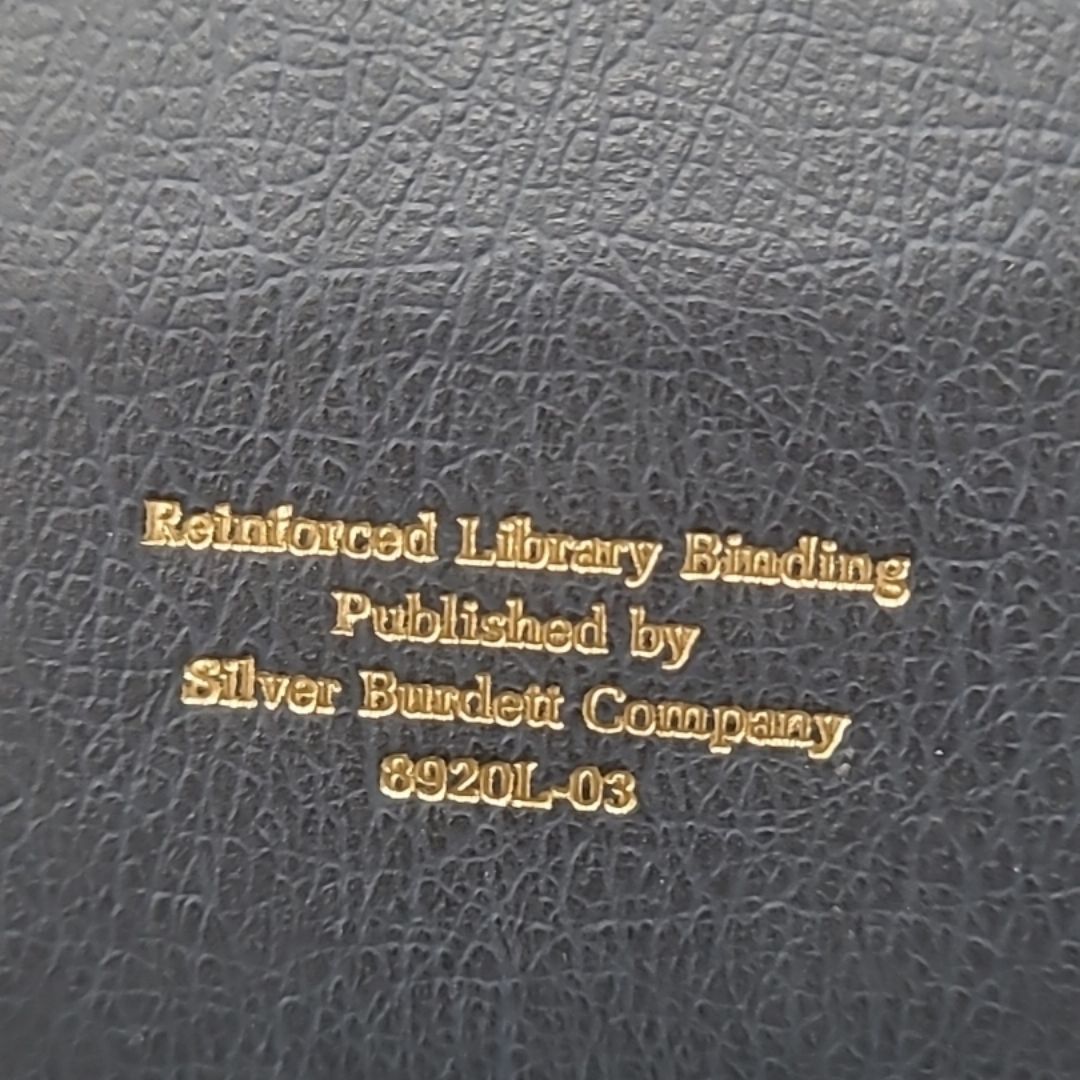 Reinforced Library Binding
Published by
Silver Burdett Company
8920L-03